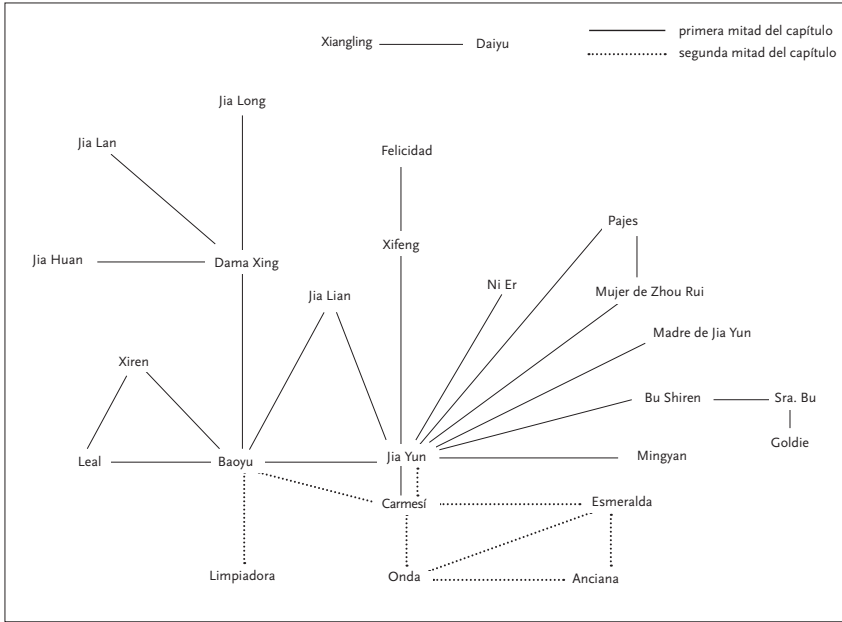 Xiangling
Daiyu
primera mitad del capítulo
segunda mitad del capítulo
Jia Long
Jia Lan
Felicidad
Pajes
Xifeng
Jia Huan
Dama Xing
Ni Er
Mujer de Zhou Rui
Jia Lian
Madre de Jia Yun
Xiren
Bu Shiren
Sra. Bu
Goldie
Leal
Baoyu
Jia Yun
Mingyan
Carmesí
Esmeralda
Limpiadora
Onda
Anciana